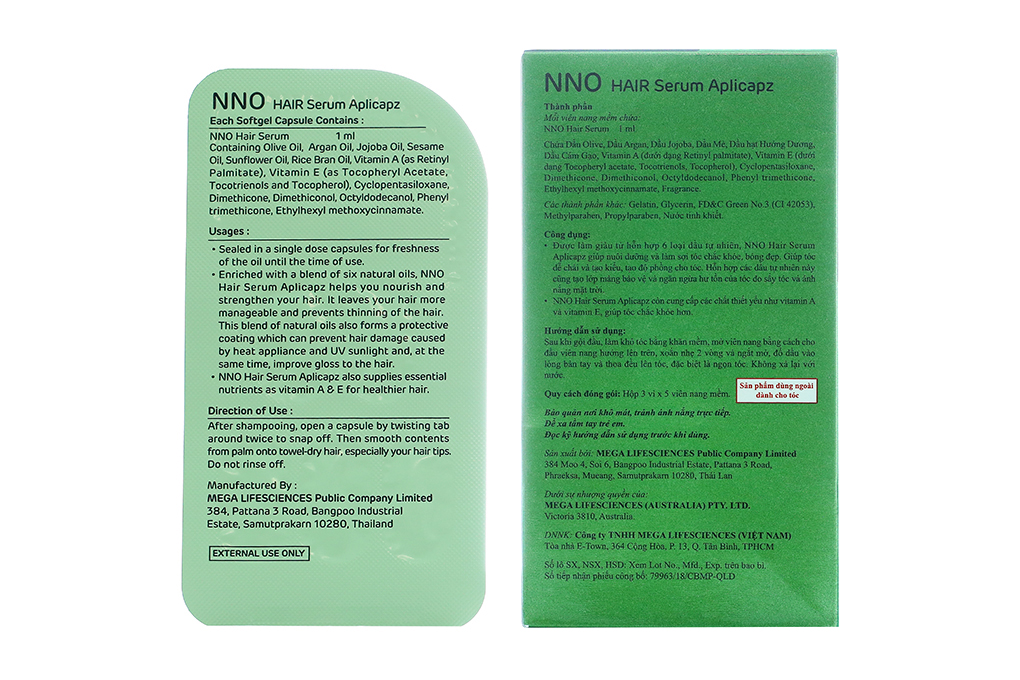 NNO HAIR Serum Aplicapz
Each Softgel Capsule Contains :
NNO Hair Serum 1 ml
Containing Olive Oil, Argan Oil, Jojoba Oil, Sesame
Oil, Sunflower Oil, Rice Bran Oil, Vitamin A (as Retinyl
Palmitate), Vitamin E (as Tocopheryl Acetate,
Tocotrienols and Tocopherol), Cyclopentasiloxane,
Dimethicone, Dimethiconol, Octyldodecanol, Phenyl
trimethicone, Ethylhexyl methoxycinnamate.
Usages :
• Sealed in a single dose capsules for freshness
of the oil until the time of use.
• Enriched with a blend of six natural oils, NNO
Hair Serum Aplicapz helps you nourish and
strengthen your hair. It leaves your hair more
manageable and prevents thinning of the hair.
This blend of natural oils also forms a protective
coating which can prevent hair damage caused
by heat appliance and UV sunlight and, at the
same time, improve gloss to the hair.
• NNO Hair Serum Aplicapz also supplies essential
nutrients as vitamin A & E for healthier hair.
Direction of Use :
After shampooing, open a capsule by twisting tab
around twice to snap off. Then smooth contents
from palm onto towel-dry hair, especially your hair tips.
Do not rinse off.
Manufactured By :
MEGA LIFESCIENCES Public Company Limited
384, Pattana 3 Road, Bangpoo Industrial
Estate, Samutprakarn 10280, Thailand
EXTERNAL USE ONLY
NNO HAIR Serum Aplicapz
Thành phần
Mỗi viên nang mềm chứa:
NNO Hair Serum 1 ml
Chứa Dầu Olive, Dầu Argan, Dầu Jojoba, Dầu Mè, Dầu hạt Hướng Dương,
Dầu Cám Gạo, Vitamin A (dưới dạng Retinyl palmitate), Vitamin E (dưới
dạng Tocopheryl acetate, Tocotrienols, Tocopherol), Cyclopentasiloxane,
Dimethicone, Dimethiconol, Octyldodecanol, Phenyl trimethicone,
Ethylhexyl methoxycinnamate, Fragrance.
Các thành phần khác: Gelatin, Glycerin, FD&C Green No.3 (CI 42053),
Methylparaben, Propylparaben, Nước tinh khiết.
Công dụng:
• Được làm giàu từ hỗn hợp 6 loại dầu tự nhiên, NNO Hair Serum
Aplicapz giúp nuôi dưỡng và làm sợi tóc chắc khỏe, bóng đẹp. Giúp tóc
dễ chải và tạo kiểu, tạo độ phồng cho tóc. Hỗn hợp các dầu tự nhiên này
cũng tạo lớp màng bảo vệ và ngăn ngừa hư tổn của tóc do sấy tóc và ánh
nắng mặt trời.
• NNO Hair Serum Aplicapz còn cung cấp các chất thiết yếu như vitamin A
và vitamin E, giúp tóc chắc khỏe hơn.
Hướng dẫn sử dụng:
Sau khi gội đầu, làm khô tóc bằng khăn mềm, mở viên nang bằng cách cho
đầu viên nang hướng lên trên, xoắn nhẹ 2 vòng và ngắt mở, đổ dầu vào
lòng bàn tay và thoa đều lên tóc, đặc biệt là ngọn tóc. Không xả lại với
nước.
Quy cách đóng gói: Hộp 3 vỉ x 5 viên nang mềm.
Sản phẩm dùng ngoài
dành cho tóc
Bảo quản nơi khô mát, tránh ánh nắng trực tiếp.
Để xa tầm tay trẻ em.
Đọc kỹ hướng dẫn sử dụng trước khi dùng.
Sản xuất bởi: MEGA LIFESCIENCES Public Company Limited
384 Moo 4, Soi 6, Bangpoo Industrial Estate, Pattana 3 Road,
Phraeksa, Mueang, Samutprakarn 10280, Thái Lan
Dưới sự nhượng quyền của:
MEGA LIFESCIENCES (AUSTRALIA) PTY. LTD.
Victoria 3810, Australia.
DNNK: Công ty TNHH MEGA LIFESCIENCES (VIỆT NAM)
Tòa nhà E-Town, 364 Cộng Hòa, P. 13, Q. Tân Bình, TPHCM
Số lô SX, NSX, HSD: Xem Lot No., Mfd., Exp. trên bao bì.
Số tiếp nhận phiếu công bố: 79963/18/CBMP-QLD